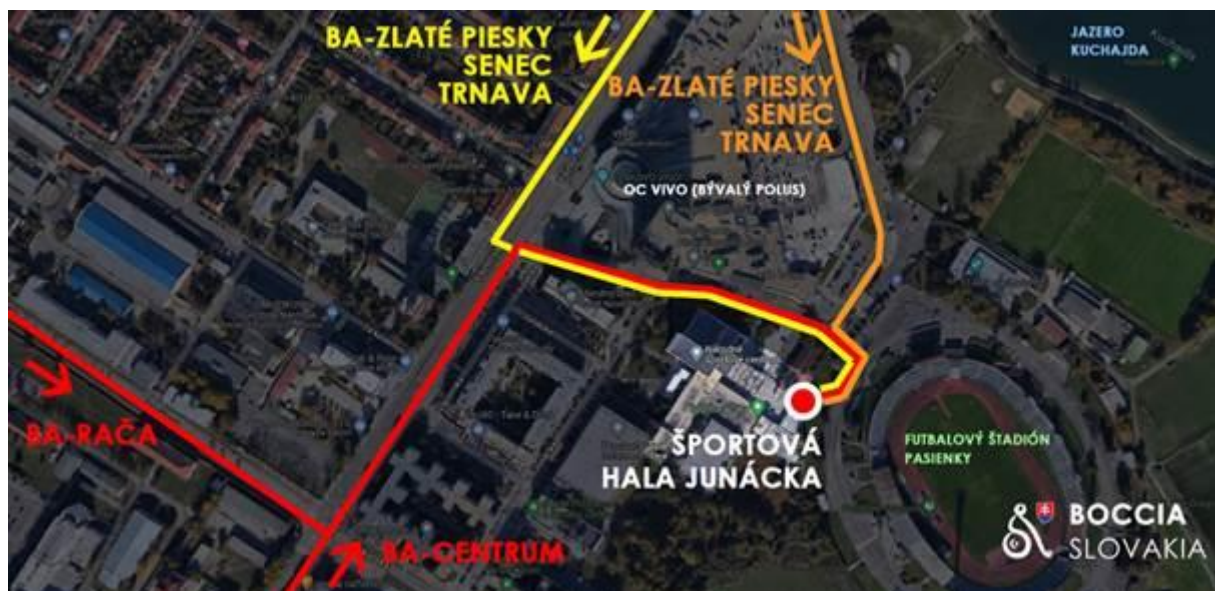 BA-ZLATÉ PIESKY
SENEC
TRNAVA
BA-ZLATÉ PIESKY
SENEC
TRNAVA
JAZERO
KUCHAJDA
OC VIVO (BÝVALÝ POLUS)
BA-RAČA
BA-CENTRUM
ŠPORTOVÁ
HALA JUNÁCKA
FUTBALOVÝ ŠTADIÓN
PASIENKY
BOCCIA
SLOVAKIA